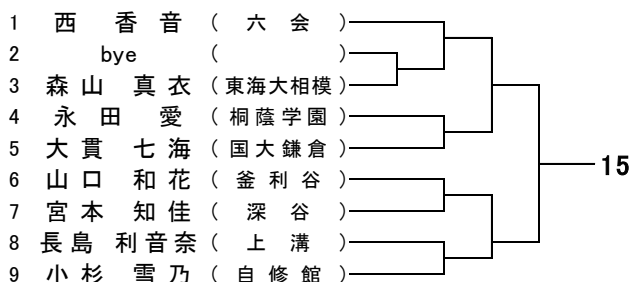 1 西 香音 ( 六会 )
2 bye ( )
3 森山 真衣 ( 東海大相模 )
4 永田 愛 ( 桐蔭学園 )
5 大貫 七海 ( 国大鎌倉 )
6 山口 和花 ( 釜利谷 )
7 宮本 知佳 ( 深谷 )
8 長島 利音奈 ( 上溝 )
9 小杉 雪乃 ( 自修館 )
15